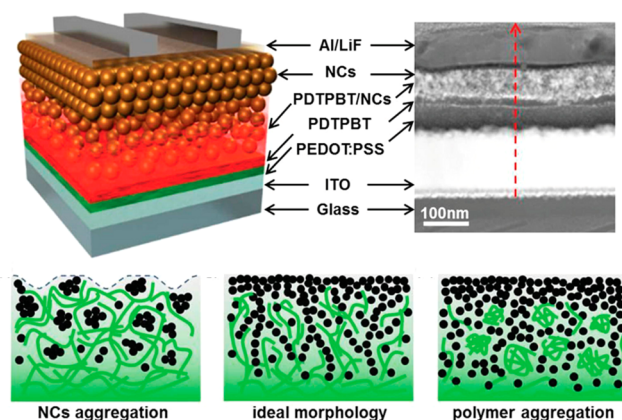 Al/LiF
NCs
PDTPBT/NCs
PDTPBT
PEDOT:PSS
ITO
Glass
100nm
NCs aggregation
ideal morphology
polymer aggregation